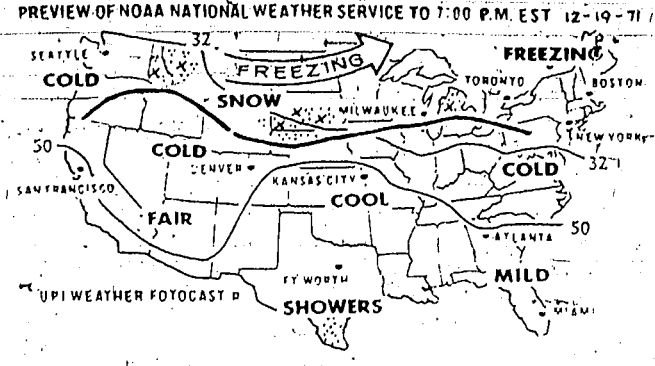 PREVIEW OF NOAA NATIONAL WEATHER SERVICE TO 7:00 P.M. EST 12-19-71
32
SEATTLE
FREEZING
FREEZING
COLD
TORONTO
BOSTON
SNOW
MILWAUKEE
NEW YORK
50
COLD
DENVER
COLD
32
SAN FRANCISCO
KANSAS CITY
COOL
FAIR
50
ATLANTA
FT WORTH
MILD
UPI WEATHER FOTOCAST
SHOWERS
MIAMI